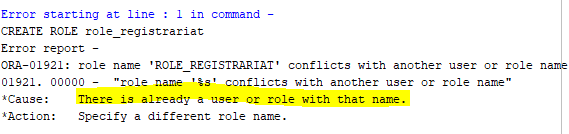 Error starting at line : 1 in command -
CREATE ROLE role_registrariat
Error report -
ORA-01921: role name 'ROLE_REGISTRARIAT' conflicts with another user or role name
01921. 00000 -  "role name '%s' conflicts with another user or role name"
*Cause:    There is already a user or role with that name.
*Action:   Specify a different role name.